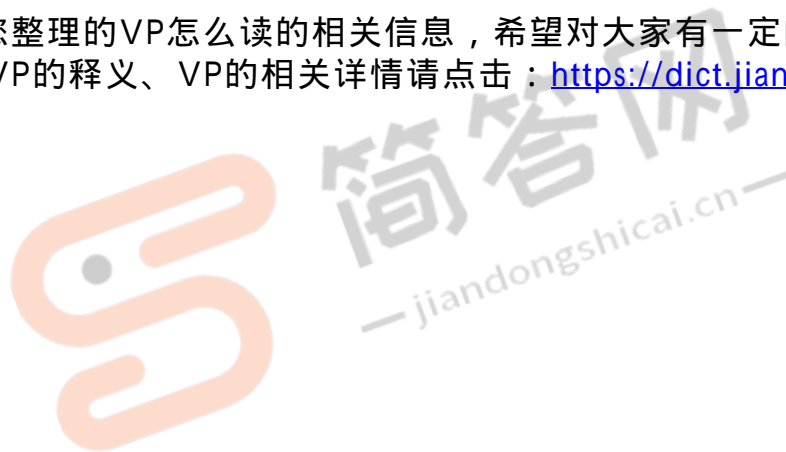 您整理的VP怎么读的相关信息，希望对大家有一定
VP的释义、VP的相关详情请点击：https://dict.jian
简答网
jiandongshicai.cn